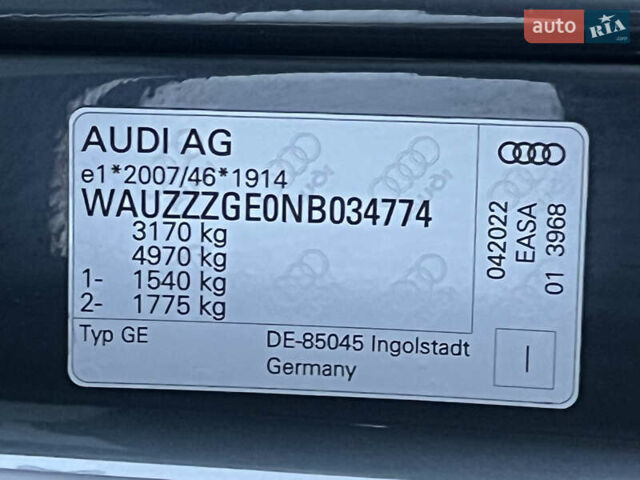 auto RIA.com
AUDI AG
e1*2007/46*1914
WAUZZZGE0NB034774
3170 kg
4970 kg
1- 1540 kg
2- 1775 kg
Typ GE
DE-85045 Ingolstadt
Germany
042022
EASA
01 3968
I